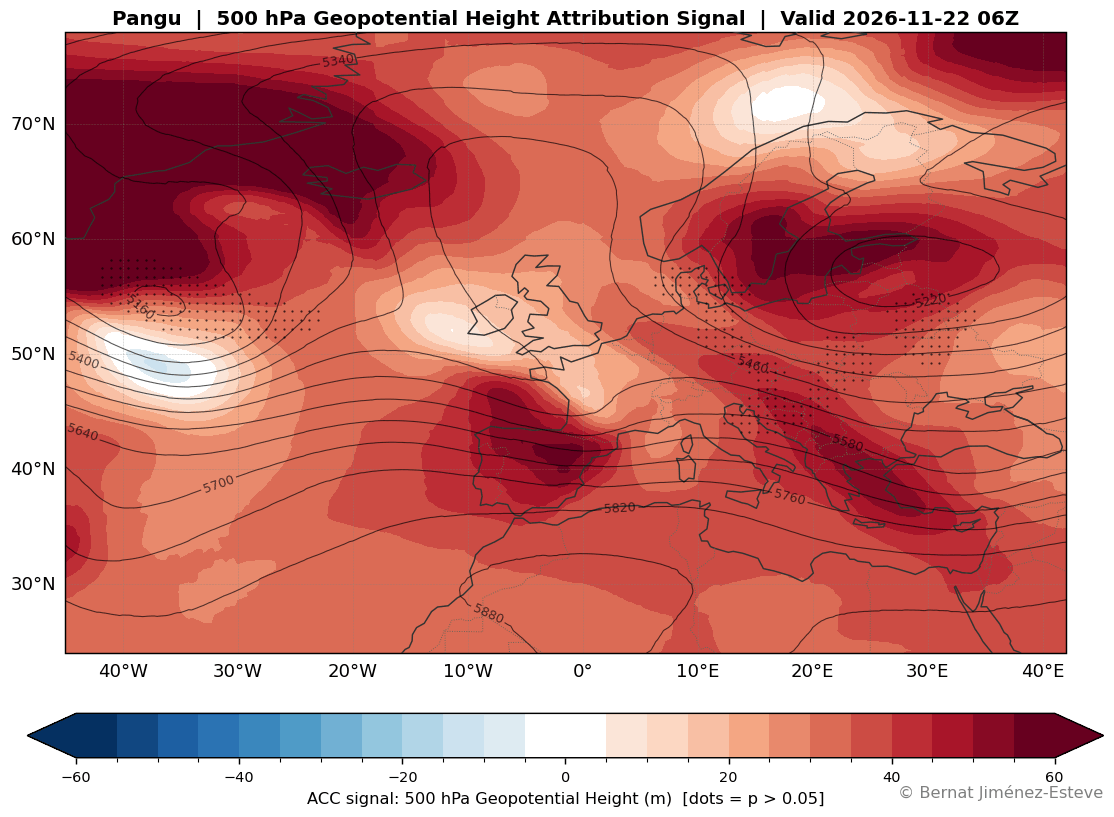 Pangu | 500 hPa Geopotential Height Attribution Signal | Valid 2026-11-22 06Z
5340
70°N
60°N
5160
5220
50°N
5400
5460
5640
5580
40°N
5700
5760
5820
30°N
5880
40°W 30°W 20°W 10°W 0° 10°E 20°E 30°E 40°E
−60 −40 −20 0 20 40 60
ACC signal: 500 hPa Geopotential Height (m) [dots = p > 0.05]
© Bernat Jiménez-Esteve